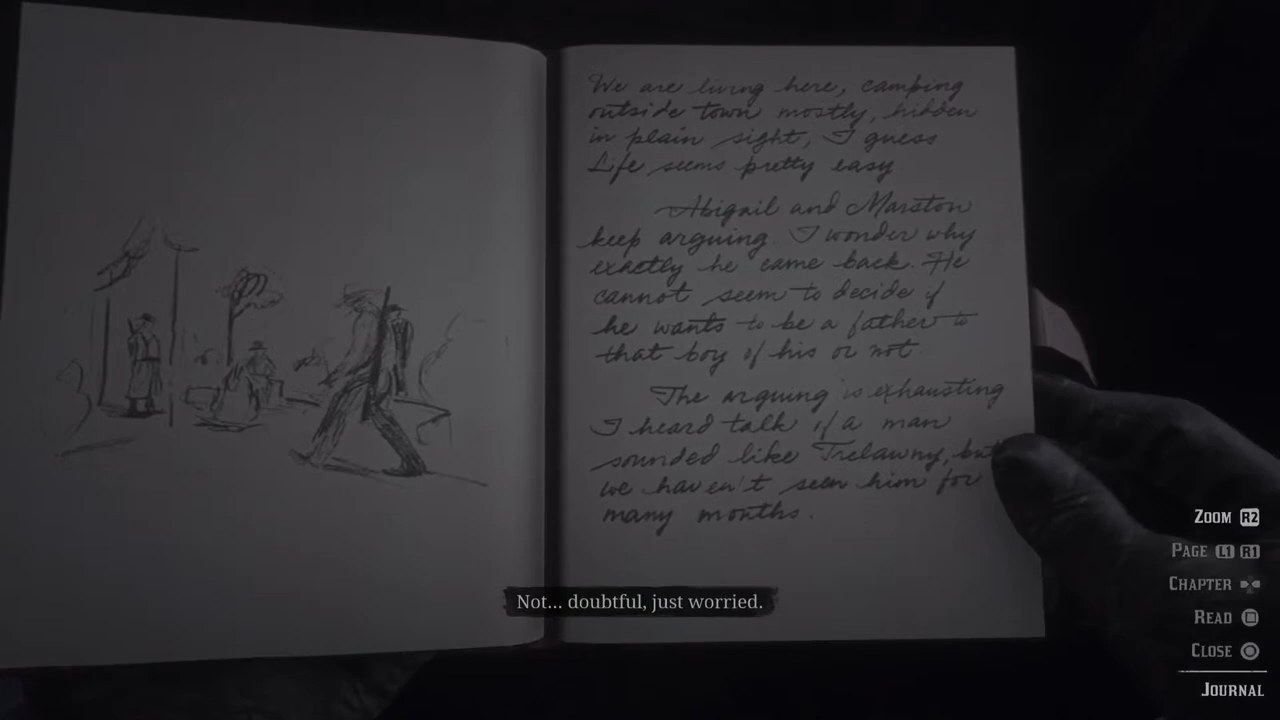 We are living here, camping
outside town mostly, hidden
in plain sight, I guess
Life seems pretty easy
Abigail and Marston
keep arguing. I wonder why
exactly he came back. He
cannot seem to decide if
he wants to be a father to
that boy of his or not
The arguing is exhausting
I heard talk of a man
sounded like Trelawny, but
we haven't seen him for
many months.
Not... doubtful, just worried.
ZOOM R2
PAGE L1 R1
CHAPTER
READ
CLOSE
JOURNAL